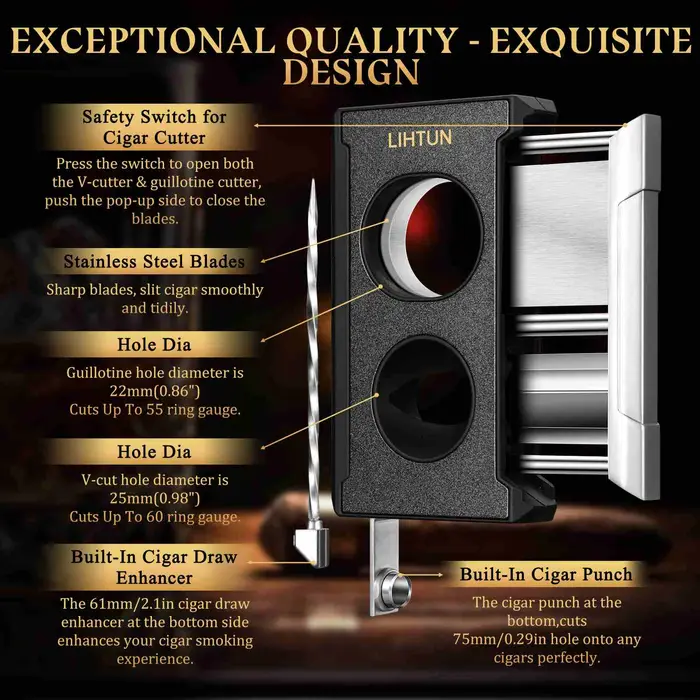 EXCEPTIONAL QUALITY - EXQUISITE
DESIGN
Safety Switch for
Cigar Cutter
Press the switch to open both
the V-cutter & guillotine cutter,
push the pop-up side to close the
blades.
Stainless Steel Blades
Sharp blades, slit cigar smoothly
and tidily.
Hole Dia
Guillotine hole diameter is
22mm(0.86")
Cuts Up To 55 ring gauge.
Hole Dia
V-cut hole diameter is
25mm(0.98")
Cuts Up To 60 ring gauge.
Built-In Cigar Draw
Enhancer
The 61mm/2.1in cigar draw
enhancer at the bottom side
enhances your cigar smoking
experience.
LIHTUN
Built-In Cigar Punch
The cigar punch at the
bottom,cuts
75mm/0.29in hole onto any
cigars perfectly.